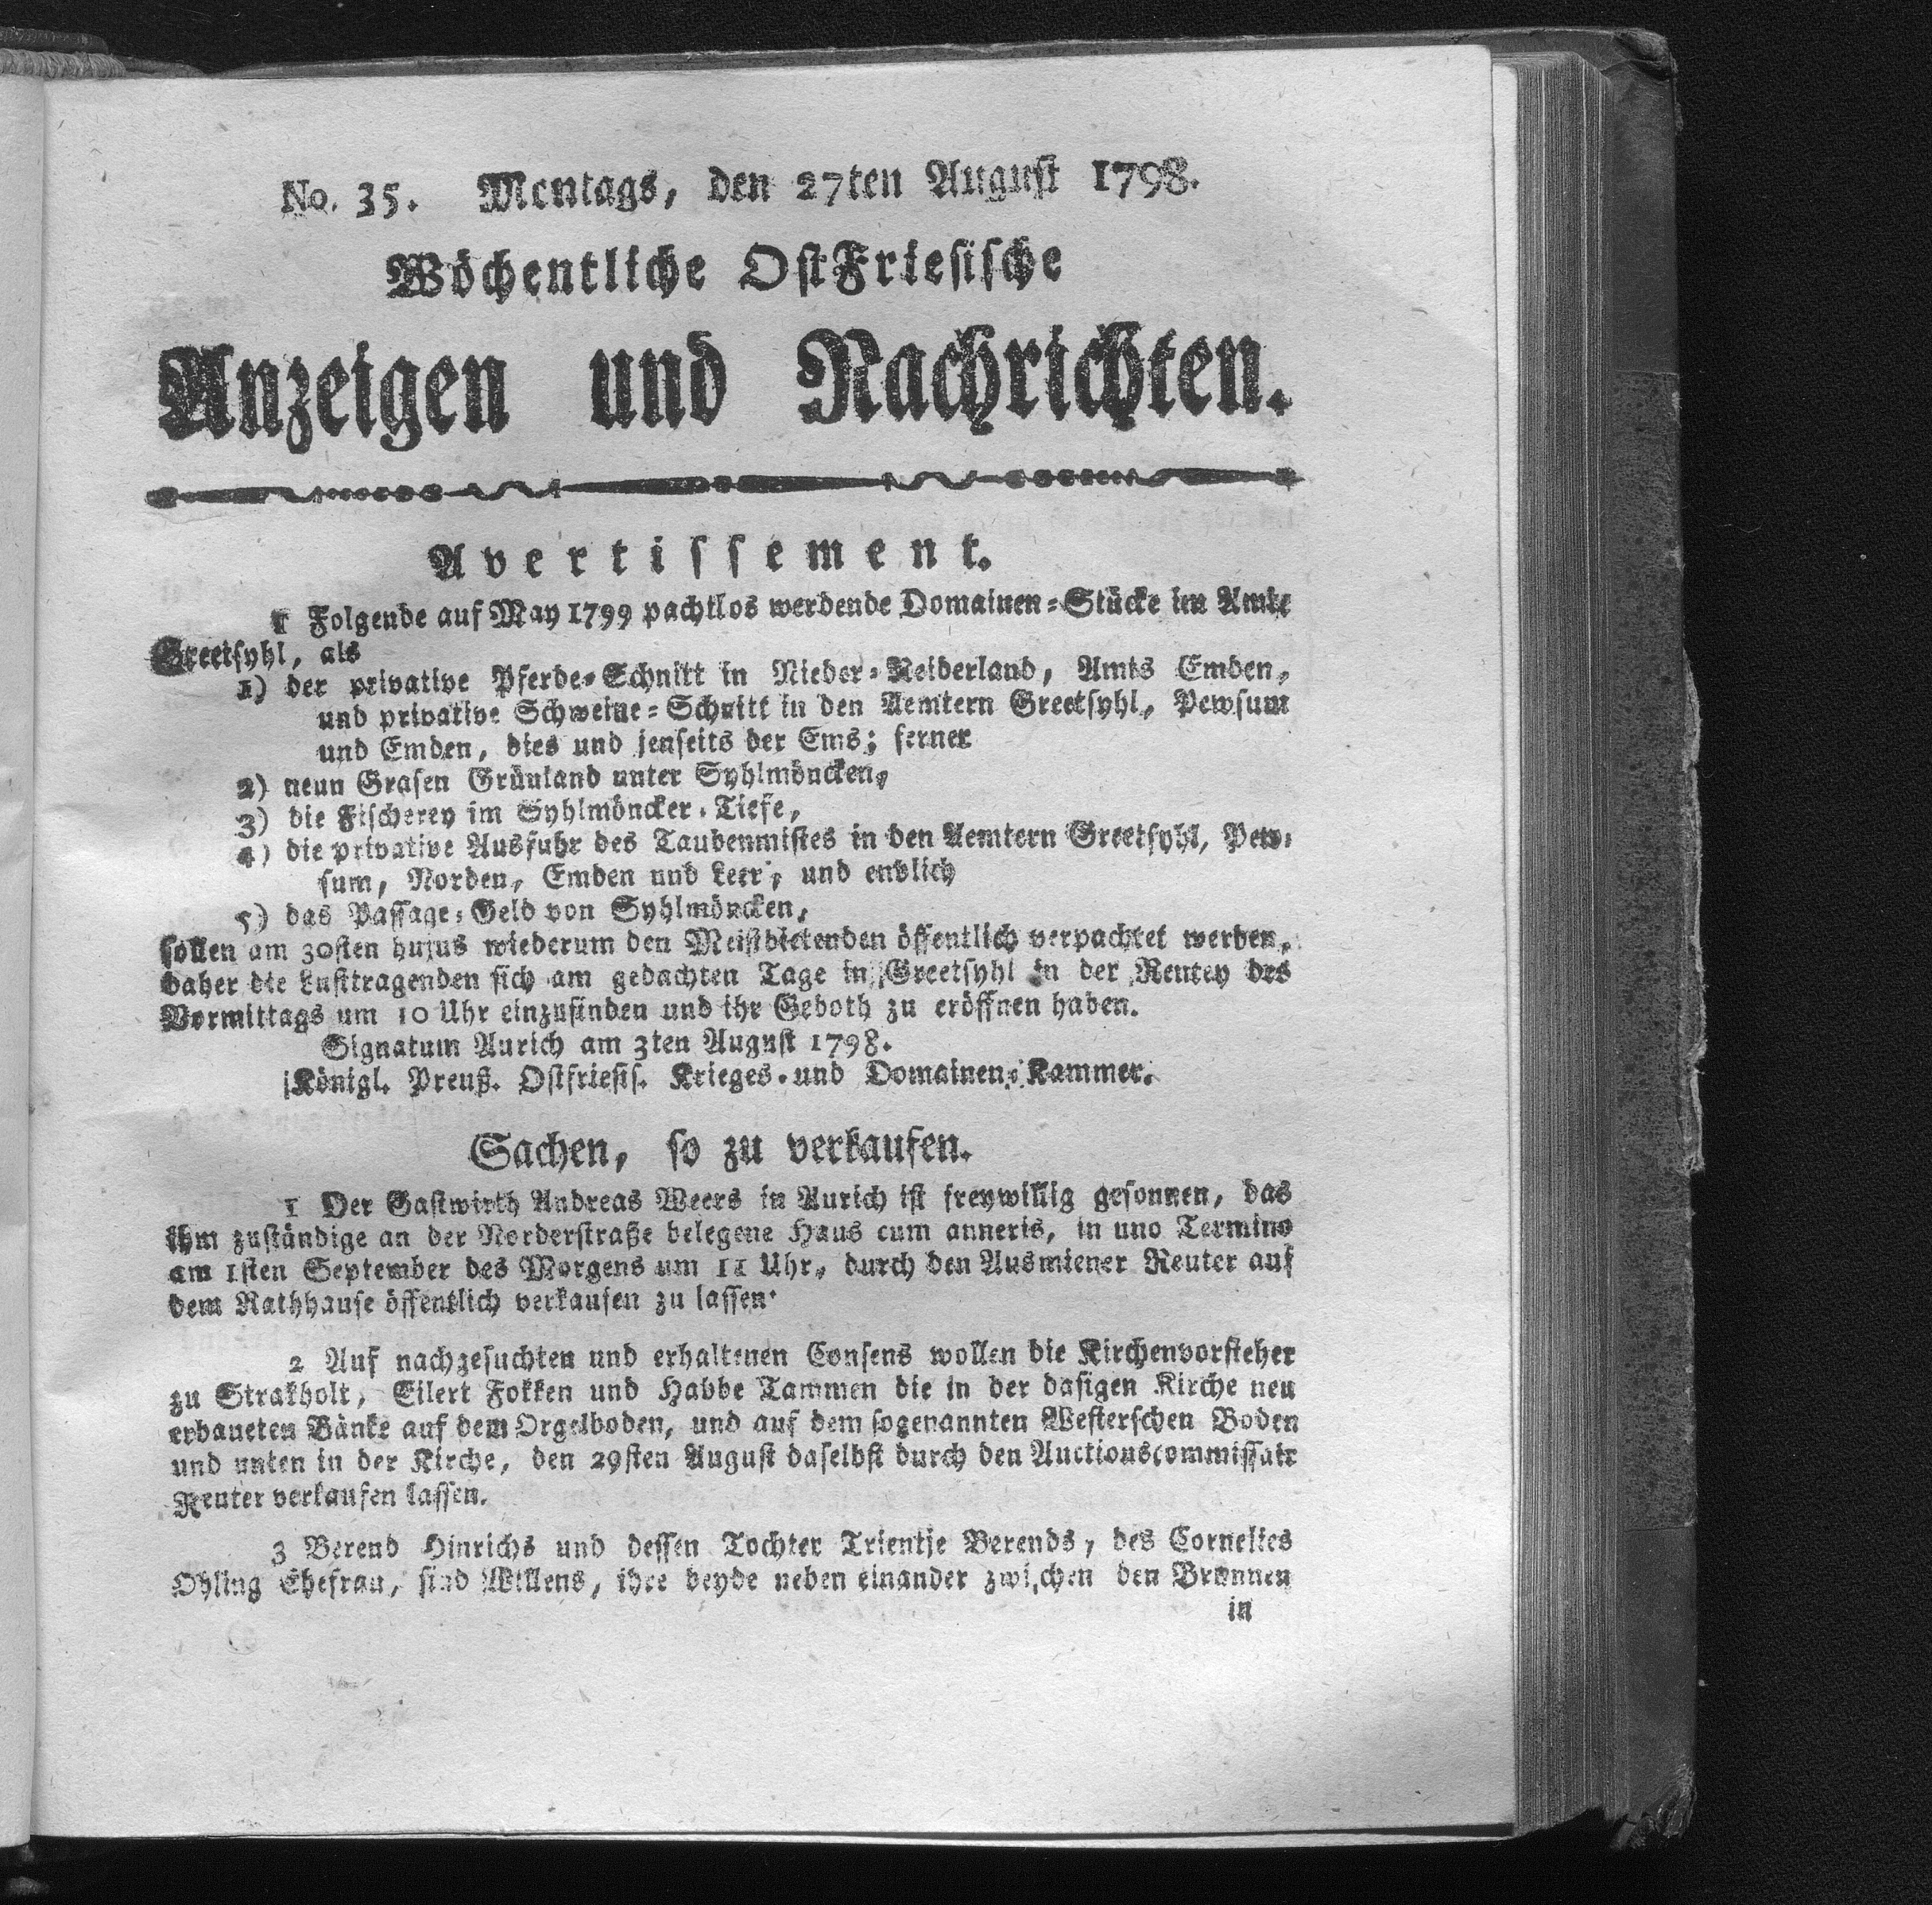 No. 35. Montags, den 27ten August 1798.
Wöchentliche OstFriesische
Anzeigen und Nachrichten.
Avertissement.
1 Folgende auf May 1799 pachtlos werdende Domainen-Stücke im Amte
Greetsyhl, als
1) der privative Pferde-Schnitt in Nieder-Reiderland, Amts Emden,
und privative Schweine-Schnitt in den Aemtern Greetsyhl, Pewsum
und Emden, dies und jenseits der Ems; ferner
2) neun Grasen Grünland unter Syhlmöncken,
3) die Fischerey im Syhlmöncker-Tiefe,
4) die privative Ausfuhr des Taubenmistes in den Aemtern Greetsyhl, Pew-
sum, Norden, Emden und Leer, und endlich
5) das Passage-Geld von Syhlmöncken,
sollen am 30sten hujus wiederum den Meistbietenden öffentlich verpachtet werden,
daher die Lusttragenden sich am gedachten Tage in Greetsyhl in der Rentey des
Vormittags um 10 Uhr einzufinden und ihr Geboth zu eröffnen haben.
Signatum Aurich am 3ten August 1798.
Königl. Preuß. Ostfriesis. Krieges- und Domainen-Kammer.
Sachen, so zu verkaufen.
1 Der Gastwirth Andreas Weers in Aurich ist freywillig gesonnen, das
ihm zuständige an der Norderstraße belegene Haus cum annexis, in uno Termino
am 1sten September des Morgens um 11 Uhr, durch den Ausmiener Reuter auf
dem Rathhause öffentlich verkaufen zu lassen.
2 Auf nachgesuchten und erhaltenen Consens wollen die Kirchenvorsteher
zu Strakholt, Eilert Fokken und Habbe Tammen die in der dasigen Kirche neu
erbaueten Bänke auf dem Orgelboden, und auf dem sogenannten Westerschen Boden
und unten in der Kirche, den 29sten August daselbst durch den Auctionscommissair
Reuter verkaufen lassen.
3 Berend Hinrichs und dessen Tochter Trientje Berends, des Cornelies
Ohling Ehefrau, sind Willens, ihre beyde neben einander zwischen den Brunnen
in